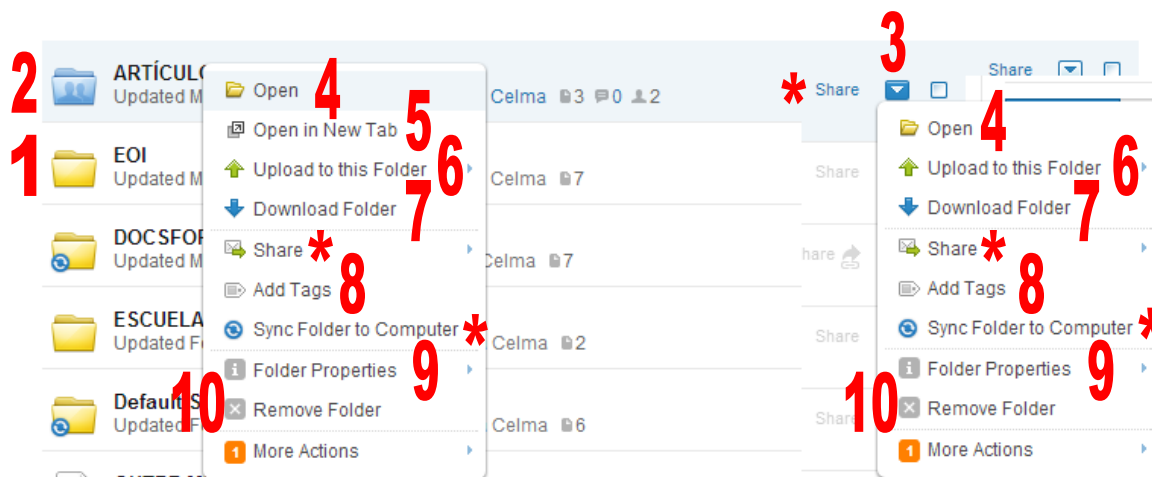 3
2 ARTÍCUL
Updated M
Celma 3 0 2
* Share
Share
Open 4
Open in New Tab 5
Upload to this Folder 6
Download Folder 7
Share *
Add Tags 8
Sync Folder to Computer *
Folder Properties 9
10 Remove Folder
1 More Actions
1 EOI
Updated M
Celma 7
Share
DOCSFOR
Updated M
Celma 7
hare
ESCUELA
Updated F
Celma 2
Share
Default S
Updated F
Celma 6
Share
Open 4
Upload to this Folder 6
Download Folder 7
Share *
Add Tags 8
Sync Folder to Computer *
Folder Properties 9
10 Remove Folder
1 More Actions